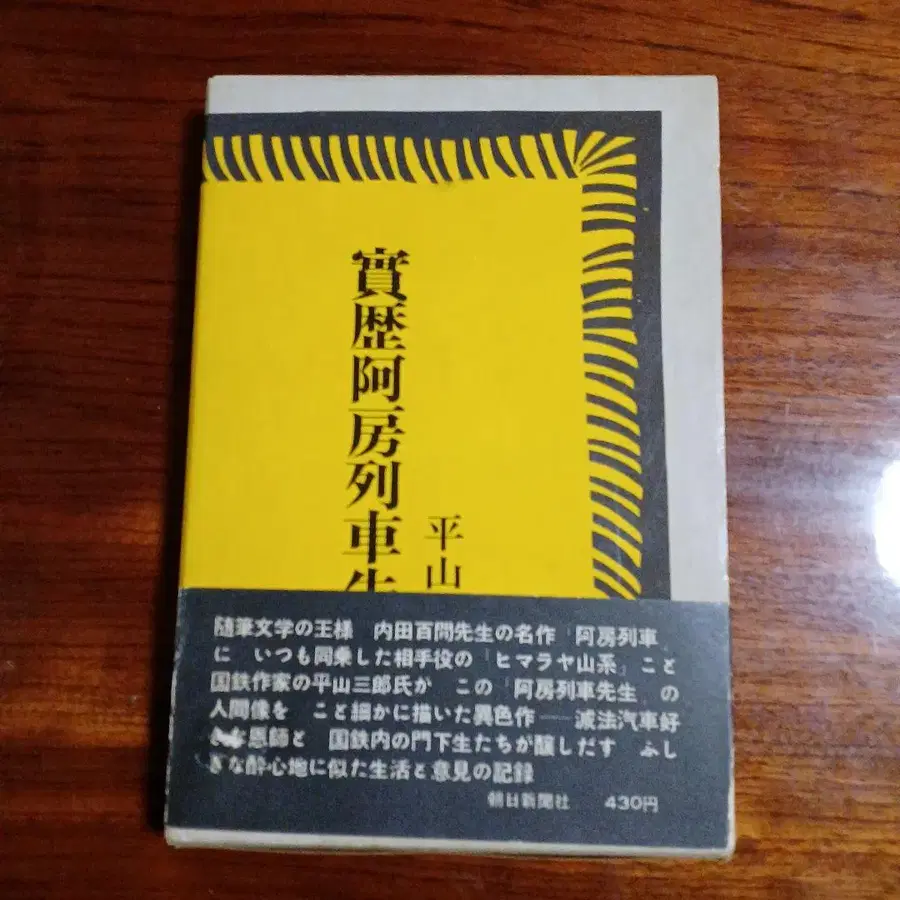 實歴阿房列車先
平山
随筆文学の王様 内田百閒先生の名作「阿房列車」
に いつも同乗した相手役の「ヒマラヤ山系」こと
国鉄作家の平山三郎氏が この「阿房列車先生」の
人間像を こと細かに描いた異色作——滅法汽車好
きな恩師と 国鉄内の門下生たちが醸しだす ふし
ぎな酔心地に似た生活と意見の記録
朝日新聞社 430円